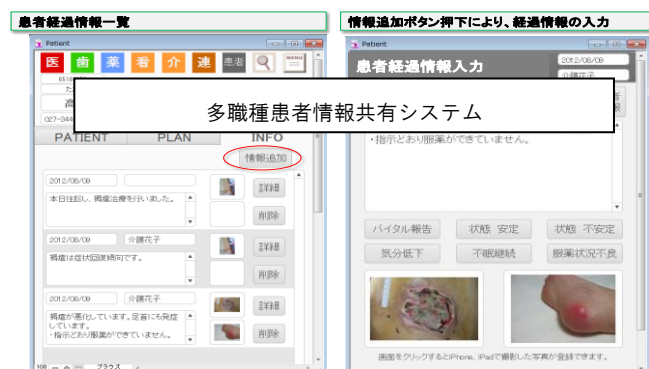 患者経過情報一覧
情報追加ボタン押下により、経過情報の入力
Patient
医 歯 薬 看 介 連 患者 MENU
多職種患者情報共有システム
PATIENT PLAN INFO
情報追加
2012/08/09
本日往診し、褥瘡治療を行いました。
詳細
削除
2012/08/09 介護花子
褥瘡は症状回復傾向です。
詳細
削除
2012/08/09 介護花子
褥瘡が悪化しています。足首にも発症
しています。
・指示どおり服薬ができていません。
詳細
削除
100 ブラウズ
Patient
患者経過情報入力
2012/08/09
介護花子
・指示どおり服薬ができていません。
バイタル報告 状態 安定 状態 不安定
気分低下 不眠継続 服薬状況不良
画面をクリックするとiPhone、iPadで撮影した写真が登録できます。